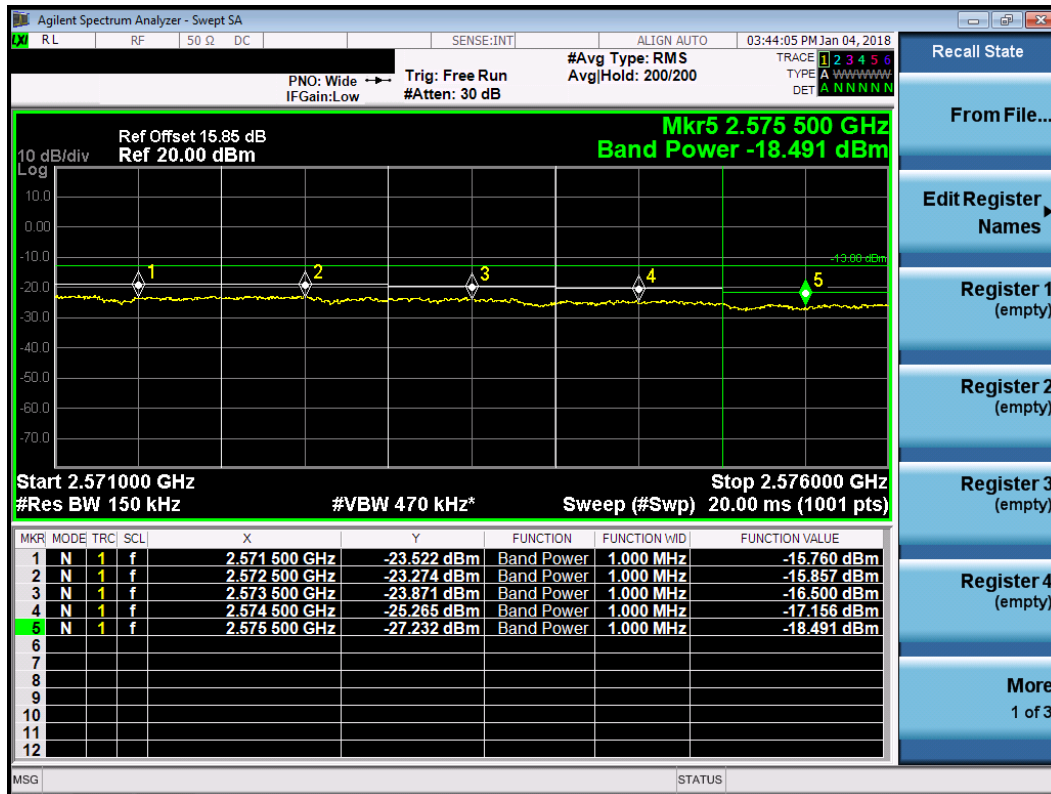 Agilent Spectrum Analyzer - Swept SA
LXI RL RF 50 Ω DC SENSE:INT ALIGN AUTO 03:44:05 PM Jan 04, 2018
PNO: Wide Trig: Free Run #Avg Type: RMS TRACE 1 2 3 4 5 6
IFGain:Low #Atten: 30 dB Avg|Hold: 200/200 TYPE A WWWWW
DET A N N N N N
Mkr5 2.575 500 GHz
Band Power -18.491 dBm
Ref Offset 15.85 dB
10 dB/div Ref 20.00 dBm
Log
10.0
0.00
-10.0
-13.00 dBm
1 2 3 4 5
-20.0
-30.0
-40.0
-50.0
-60.0
-70.0
Start 2.571000 GHz Stop 2.576000 GHz
#Res BW 150 kHz #VBW 470 kHz* Sweep (#Swp) 20.00 ms (1001 pts)
MKR MODE TRC SCL X Y FUNCTION FUNCTION WID FUNCTION VALUE
1 N 1 f 2.571 500 GHz -23.522 dBm Band Power 1.000 MHz -15.760 dBm
2 N 1 f 2.572 500 GHz -23.274 dBm Band Power 1.000 MHz -15.857 dBm
3 N 1 f 2.573 500 GHz -23.871 dBm Band Power 1.000 MHz -16.500 dBm
4 N 1 f 2.574 500 GHz -25.265 dBm Band Power 1.000 MHz -17.156 dBm
5 N 1 f 2.575 500 GHz -27.232 dBm Band Power 1.000 MHz -18.491 dBm
6
7
8
9
10
11
12
MSG STATUS
Recall State
From File...
Edit Register
Names
Register 1
(empty)
Register 2
(empty)
Register 3
(empty)
Register 4
(empty)
More
1 of 3